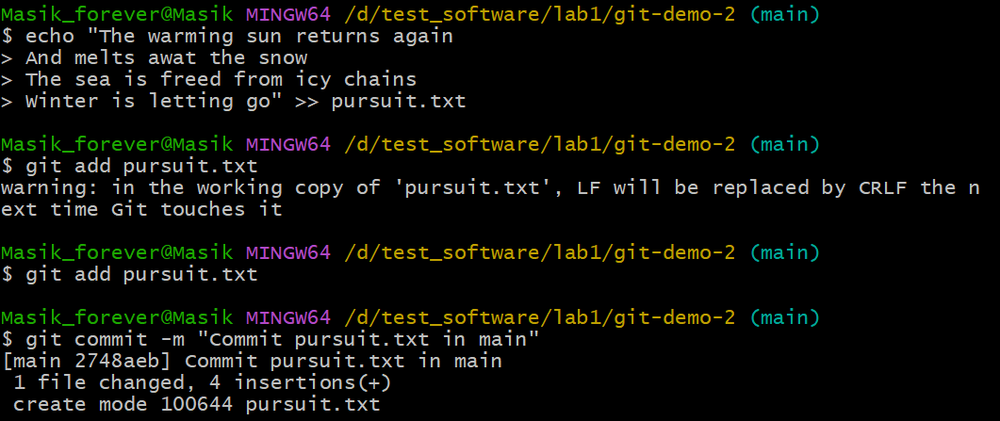 Masik_forever@Masik MINGW64 /d/test_software/lab1/git-demo-2 (main)
$ echo "The warming sun returns again
> And melts awat the snow
> The sea is freed from icy chains
> Winter is letting go" >> pursuit.txt
Masik_forever@Masik MINGW64 /d/test_software/lab1/git-demo-2 (main)
$ git add pursuit.txt
warning: in the working copy of 'pursuit.txt', LF will be replaced by CRLF the n
ext time Git touches it
Masik_forever@Masik MINGW64 /d/test_software/lab1/git-demo-2 (main)
$ git add pursuit.txt
Masik_forever@Masik MINGW64 /d/test_software/lab1/git-demo-2 (main)
$ git commit -m "Commit pursuit.txt in main"
[main 2748aeb] Commit pursuit.txt in main
 1 file changed, 4 insertions(+)
 create mode 100644 pursuit.txt